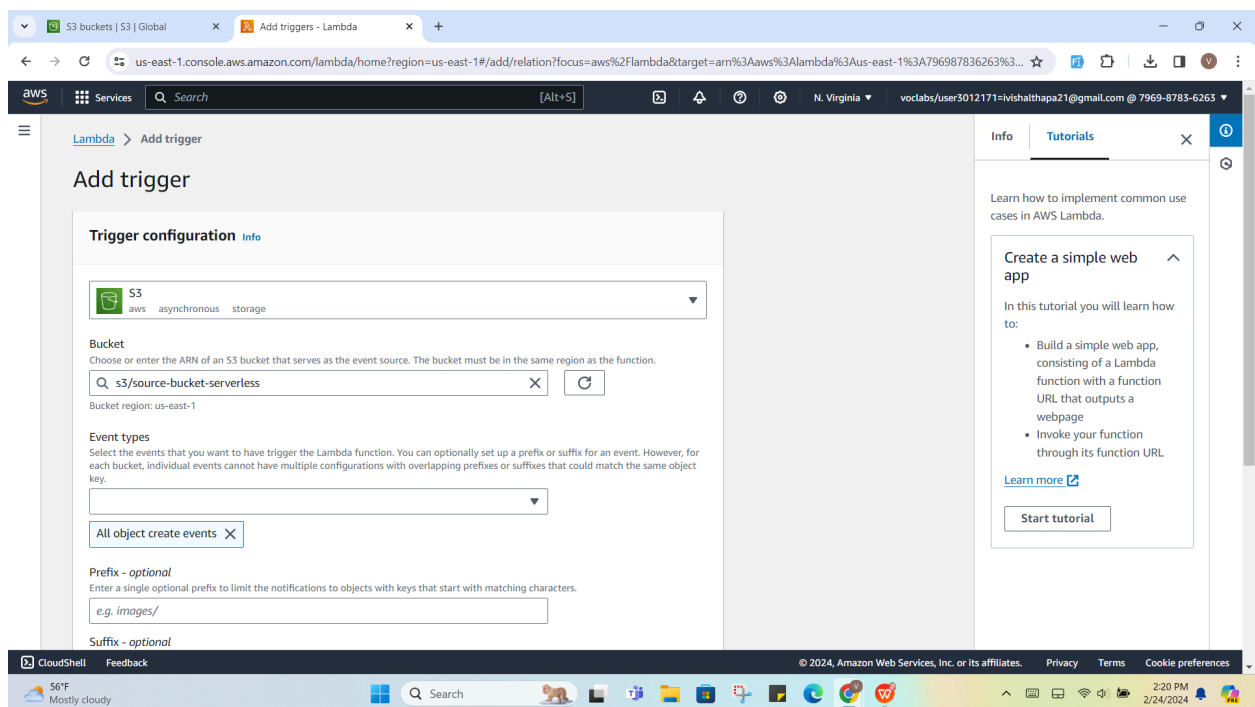 S3 buckets | S3 | Global
Add triggers - Lambda
us-east-1.console.aws.amazon.com/lambda/home?region=us-east-1#/add/relation?focus=aws%2Flambda&target=arn%3Aaws%3Alambda%3Aus-east-1%3A796987836263%3...
V
aws
Services
Search
[Alt+S]
N. Virginia
voclabs/user3012171=ivishalthapa21@gmail.com @ 7969-8783-6263
Lambda > Add trigger
Add trigger
Trigger configuration Info
S3
aws asynchronous storage
Bucket
Choose or enter the ARN of an S3 bucket that serves as the event source. The bucket must be in the same region as the function.
s3/source-bucket-serverless
Bucket region: us-east-1
Event types
Select the events that you want to have trigger the Lambda function. You can optionally set up a prefix or suffix for an event. However, for
each bucket, individual events cannot have multiple configurations with overlapping prefixes or suffixes that could match the same object
key.
All object create events
Prefix - optional
Enter a single optional prefix to limit the notifications to objects with keys that start with matching characters.
e.g. images/
Suffix - optional
Info
Tutorials
Learn how to implement common use
cases in AWS Lambda.
Create a simple web
app
In this tutorial you will learn how
to:
• Build a simple web app,
consisting of a Lambda
function with a function
URL that outputs a
webpage
• Invoke your function
through its function URL
Learn more
Start tutorial
CloudShell
Feedback
© 2024, Amazon Web Services, Inc. or its affiliates.
Privacy
Terms
Cookie preferences
56°F
Mostly cloudy
Search
2:20 PM
2/24/2024
PRE